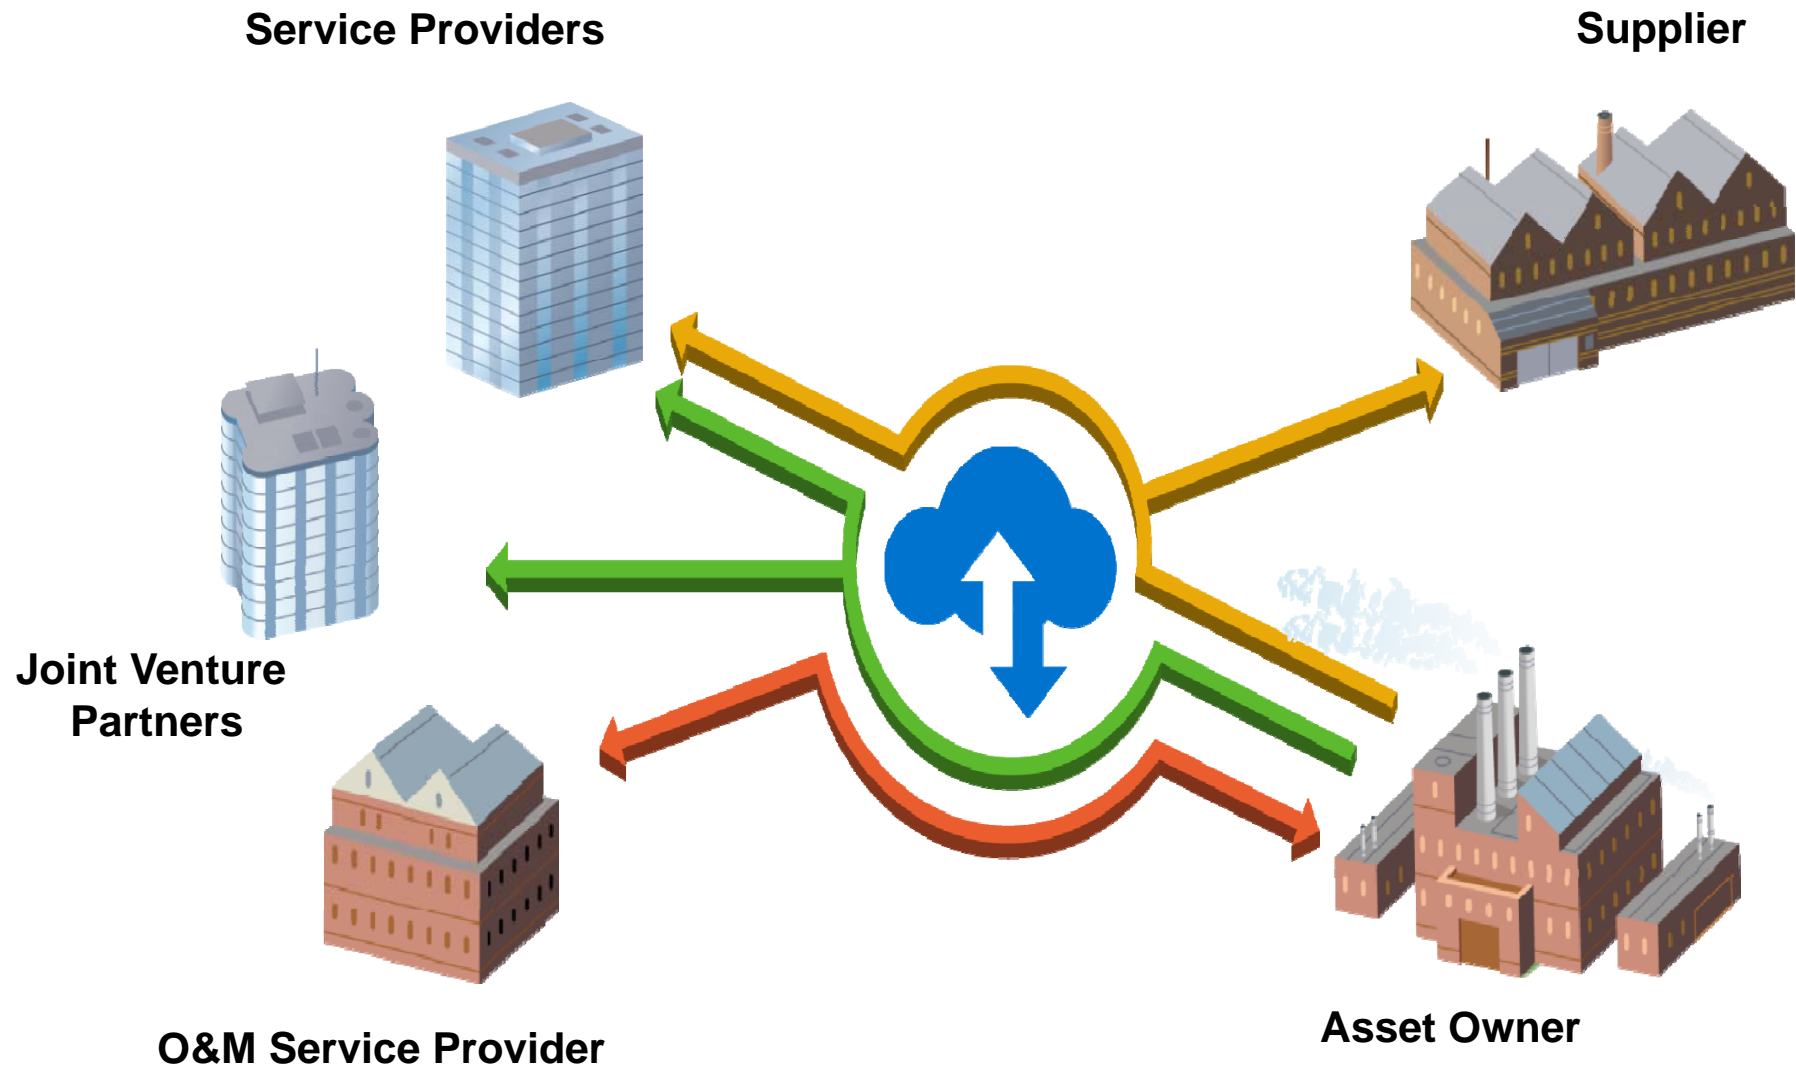 Service Providers
Supplier
Joint Venture
Partners
O&M Service Provider
Asset Owner